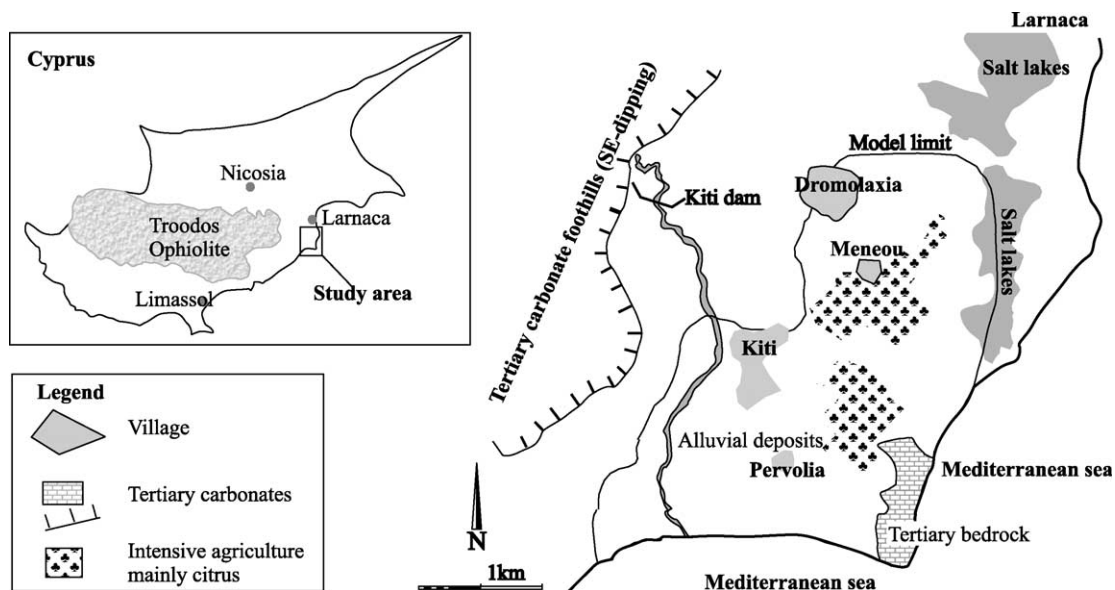 Cyprus
Nicosia
Larnaca
Troodos
Ophiolite
Limassol
Study area
Legend
Village
Tertiary carbonates
Intensive agriculture
mainly citrus
Larnaca
Salt lakes
Tertiary carbonate foothills (SE-dipping)
Model limit
Dromolaxia
Kiti dam
Meneou
Salt lakes
Kiti
Alluvial deposits
Pervolia
Mediterranean sea
Tertiary bedrock
N
1km
Mediterranean sea